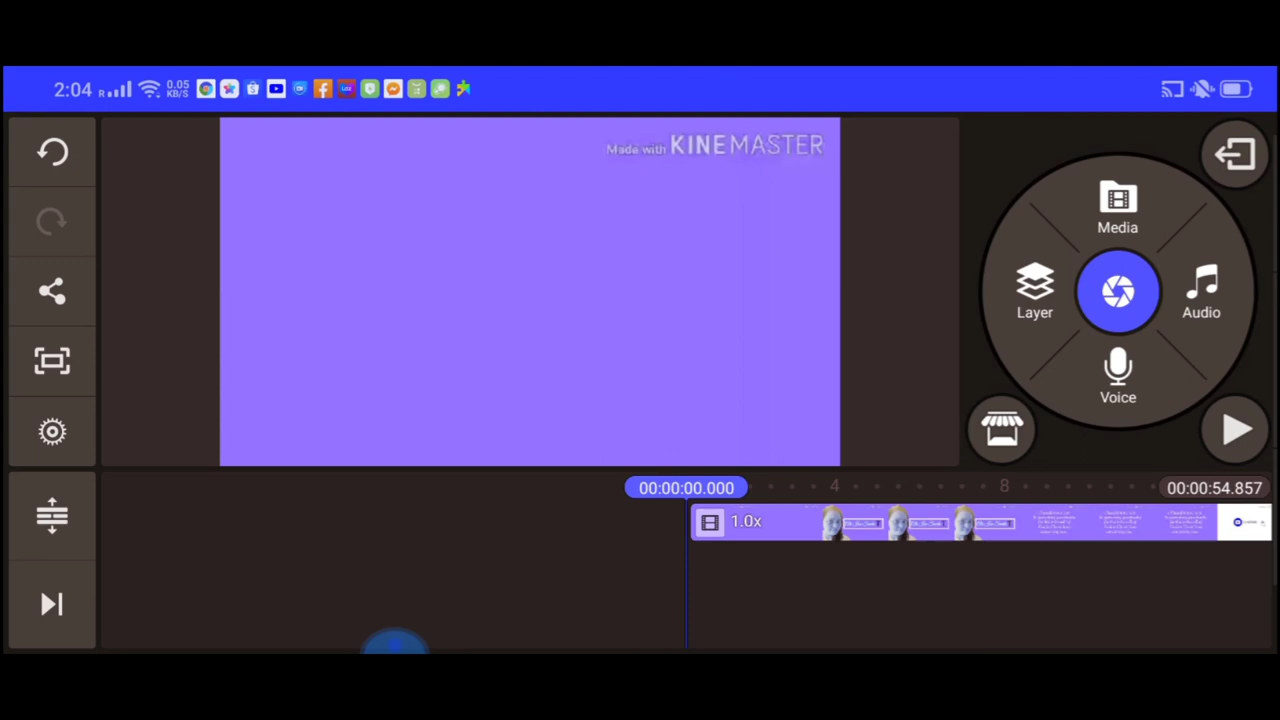 2:04 R 0.05 KB/S
Made with KINEMASTER
Media
Layer
Audio
Voice
00:00:00.000
4
8
00:00:54.857
1.0x